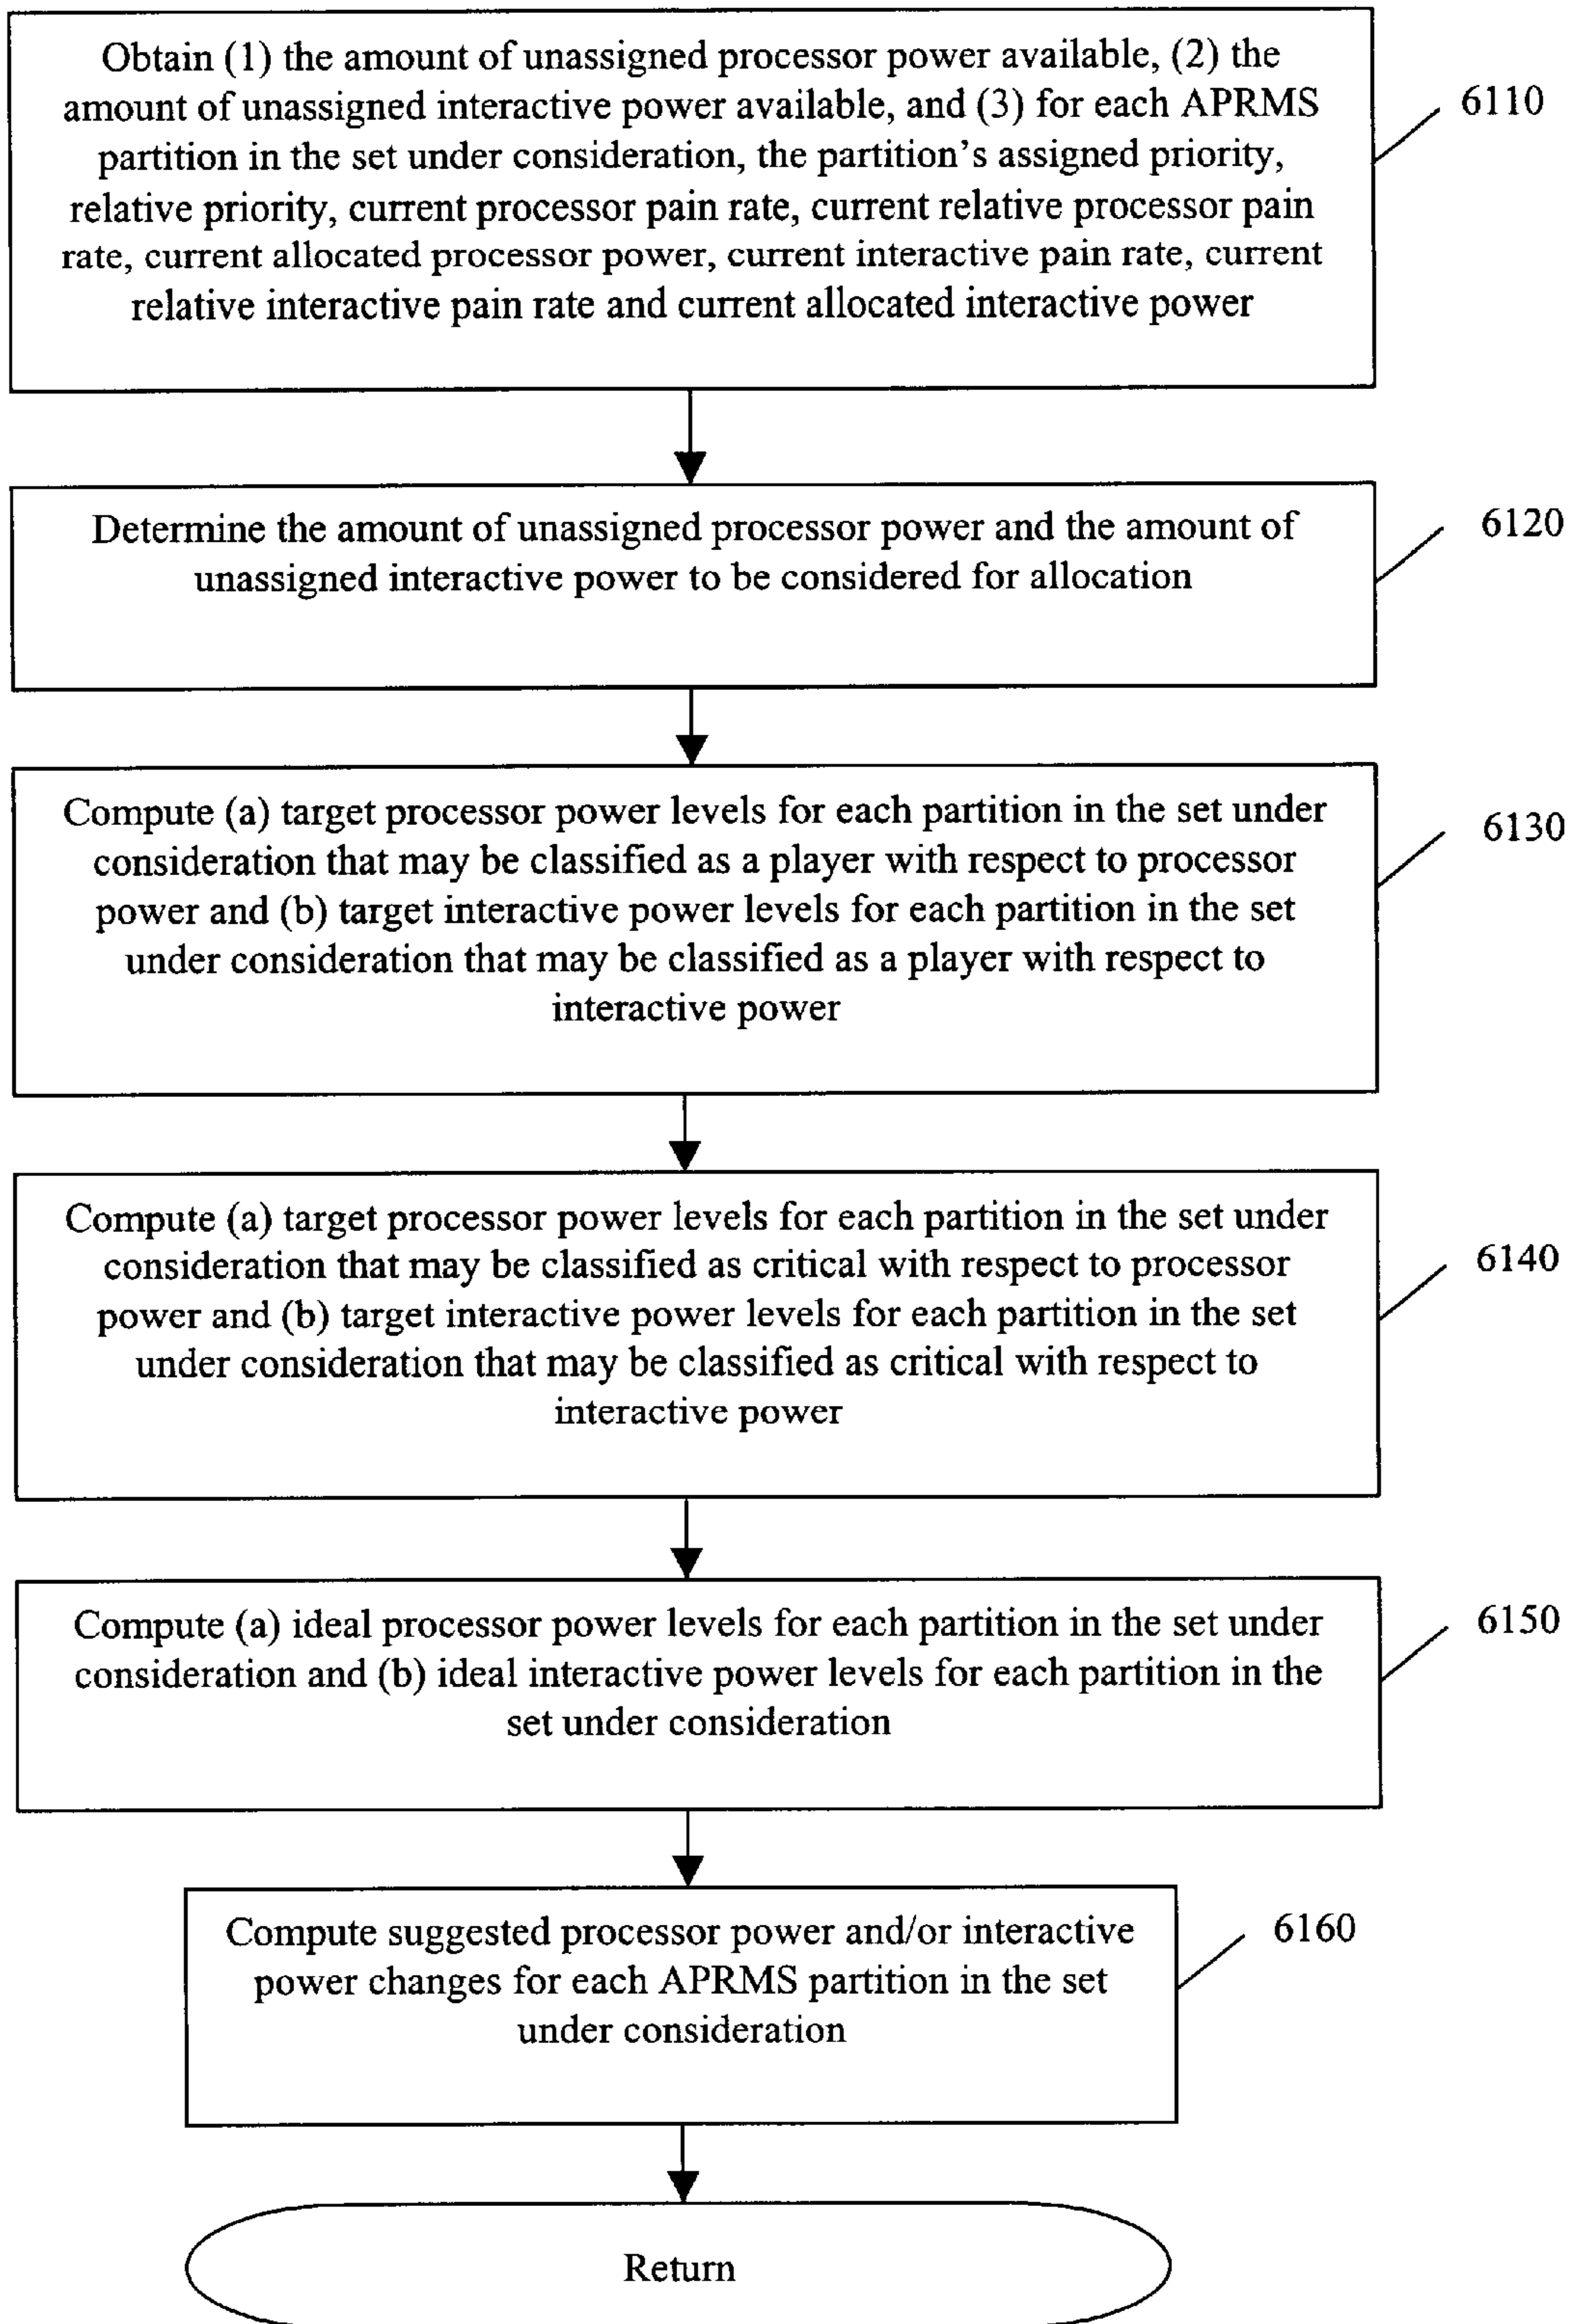 Obtain (1) the amount of unassigned processor power available, (2) the
amount of unassigned interactive power available, and (3) for each APRMS
partition in the set under consideration, the partition's assigned priority,
relative priority, current processor pain rate, current relative processor pain
rate, current allocated processor power, current interactive pain rate, current
relative interactive pain rate and current allocated interactive power
6110
Determine the amount of unassigned processor power and the amount of
unassigned interactive power to be considered for allocation
6120
Compute (a) target processor power levels for each partition in the set under
consideration that may be classified as a player with respect to processor
power and (b) target interactive power levels for each partition in the set
under consideration that may be classified as a player with respect to
interactive power
6130
Compute (a) target processor power levels for each partition in the set under
consideration that may be classified as critical with respect to processor
power and (b) target interactive power levels for each partition in the set
under consideration that may be classified as critical with respect to
interactive power
6140
Compute (a) ideal processor power levels for each partition in the set under
consideration and (b) ideal interactive power levels for each partition in the
set under consideration
6150
Compute suggested processor power and/or interactive
power changes for each APRMS partition in the set
under consideration
6160
Return